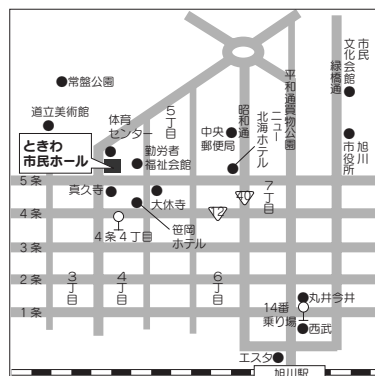 常盤公園
道立美術館
体育
センター
5丁目
ときわ
市民ホール
勤労者
福祉会館
中央
郵便局
昭和通
ニュー
北海ホテル
平和通買物公園
緑橋通
市民
文化会館
旭川
市役所
5条
真久寺
大休寺
40
7丁目
4条
12
4条4丁目
笹岡
ホテル
3条
2条
3丁目
4丁目
6丁目
丸井今井
14番
乗り場
1条
西武
エスタ
旭川駅